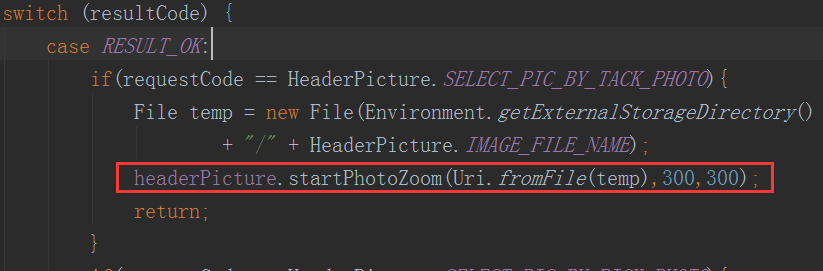 switch (resultCode) {
case RESULT_OK:
if(requestCode == HeaderPicture.SELECT_PIC_BY_TACK_PHOTO){
File temp = new File(Environment.getExternalStorageDirectory()
+ "/" + HeaderPicture.IMAGE_FILE_NAME);
headerPicture.startPhotoZoom(Uri.fromFile(temp),300,300);
return;
}